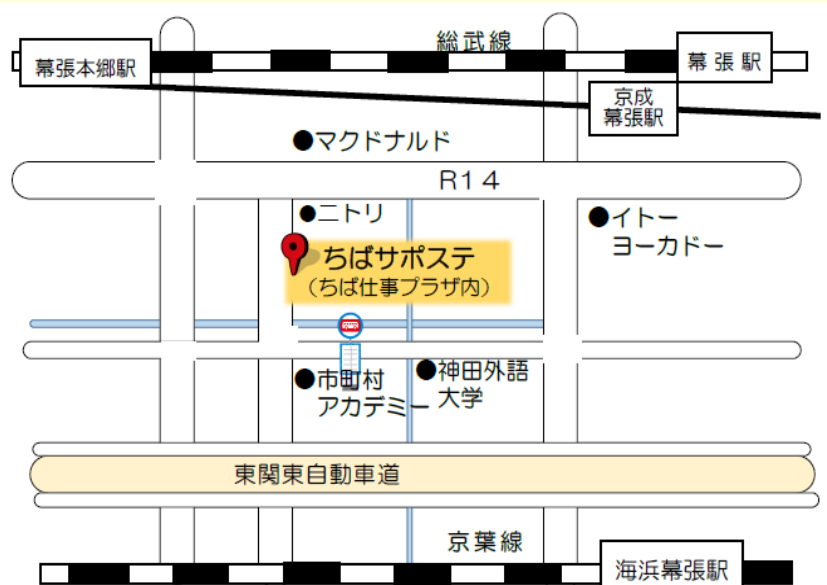 総武線
幕張本郷駅
幕張駅
京成
幕張駅
●マクドナルド
R14
●ニトリ
●イトー
ヨーカドー
ちばサポステ
（ちば仕事プラザ内）
●市町村
アカデミー
●神田外語
大学
東関東自動車道
京葉線
海浜幕張駅